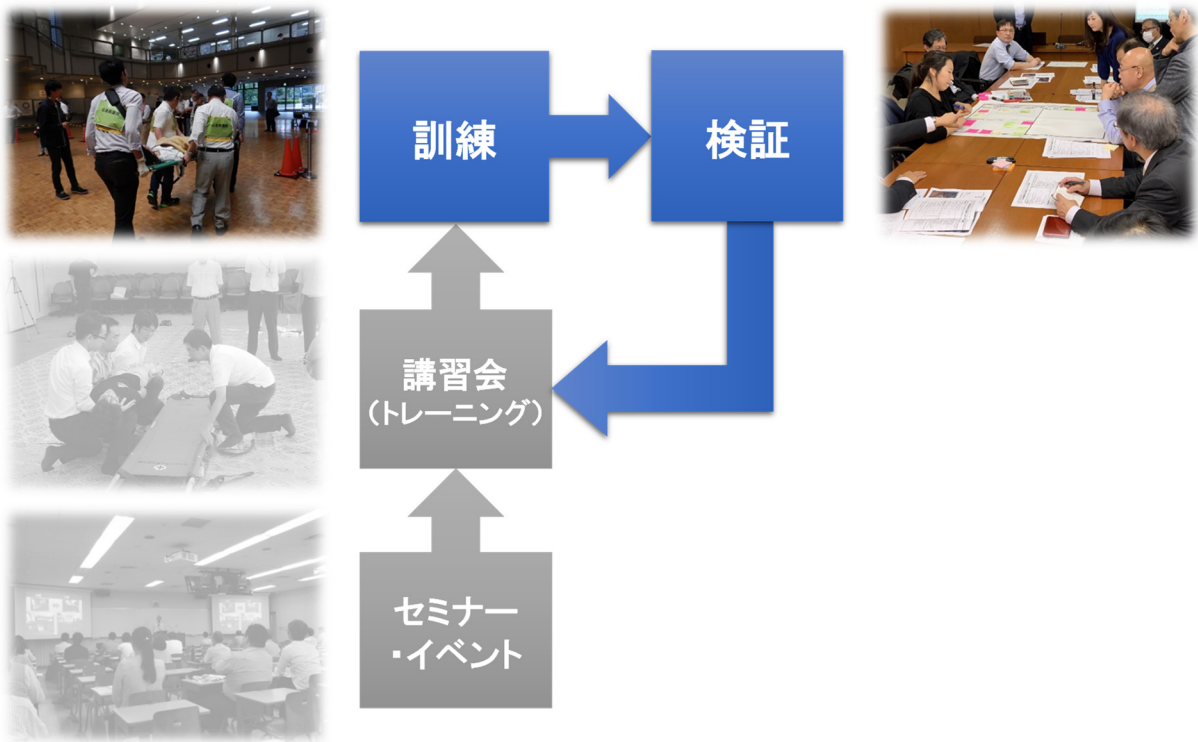 訓練
検証
講習会
（トレーニング）
セミナー
・イベント